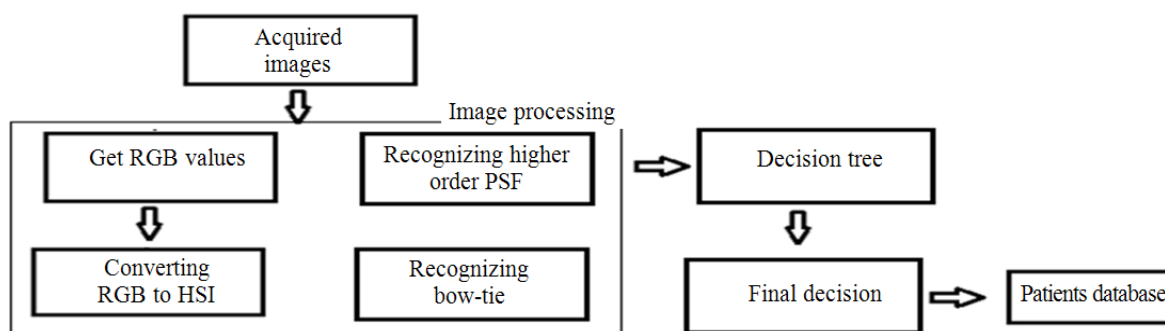 Acquired
images
Image processing
Get RGB values
Recognizing higher
order PSF
Decision tree
Converting
RGB to HSI
Recognizing
bow-tie
Final decision
Patients database